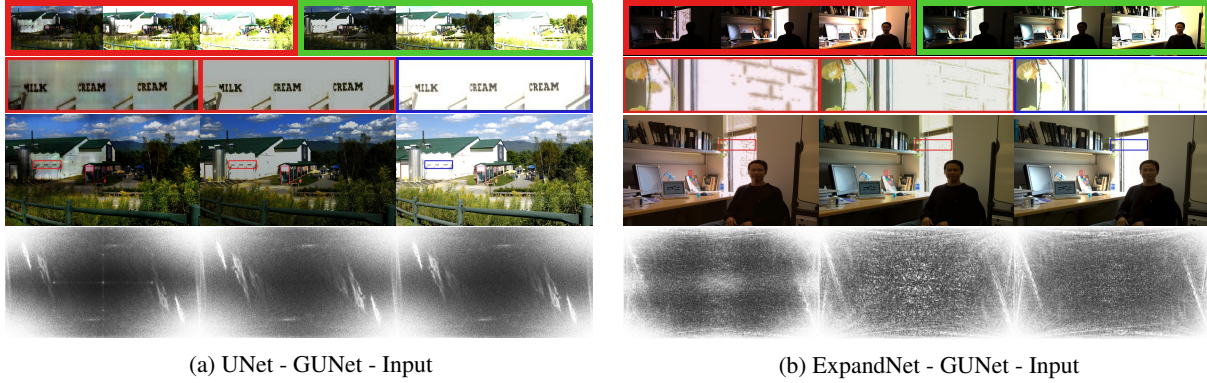 MILK CREAM CREAM MILK CREAM CREAM MILK CREAM CREAM
(a) UNet - GUNet - Input
(b) ExpandNet - GUNet - Input